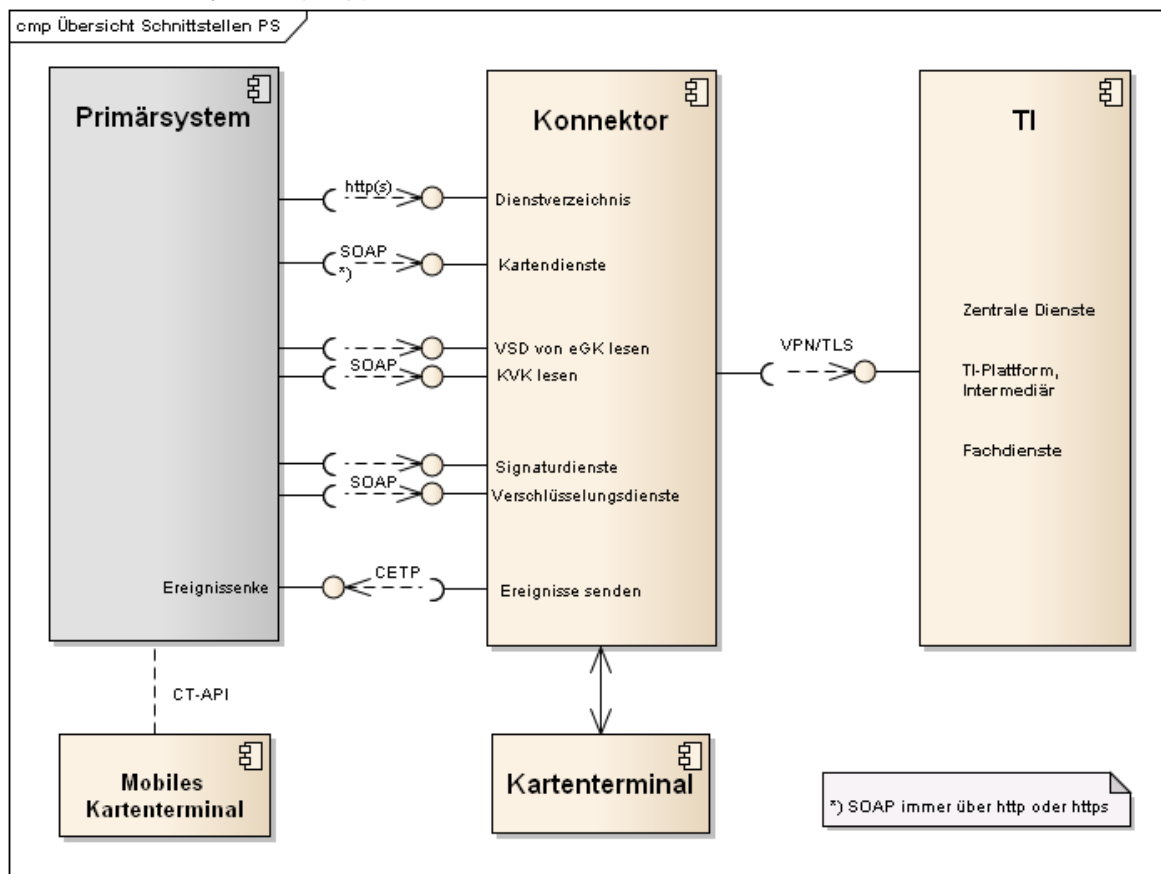 cmp Übersicht Schnittstellen PS
Primärsystem
Konnektor
TI
http(s)
Dienstverzeichnis
SOAP
*)
Kartendienste
Zentrale Dienste
VSD von eGK lesen
SOAP
KVK lesen
VPN/TLS
TI-Plattform,
Intermediär
Fachdienste
Signaturdienste
SOAP
Verschlüsselungsdienste
Ereignissenke
CETP
Ereignisse senden
CT-API
Mobiles
Kartenterminal
Kartenterminal
*) SOAP immer über http oder https